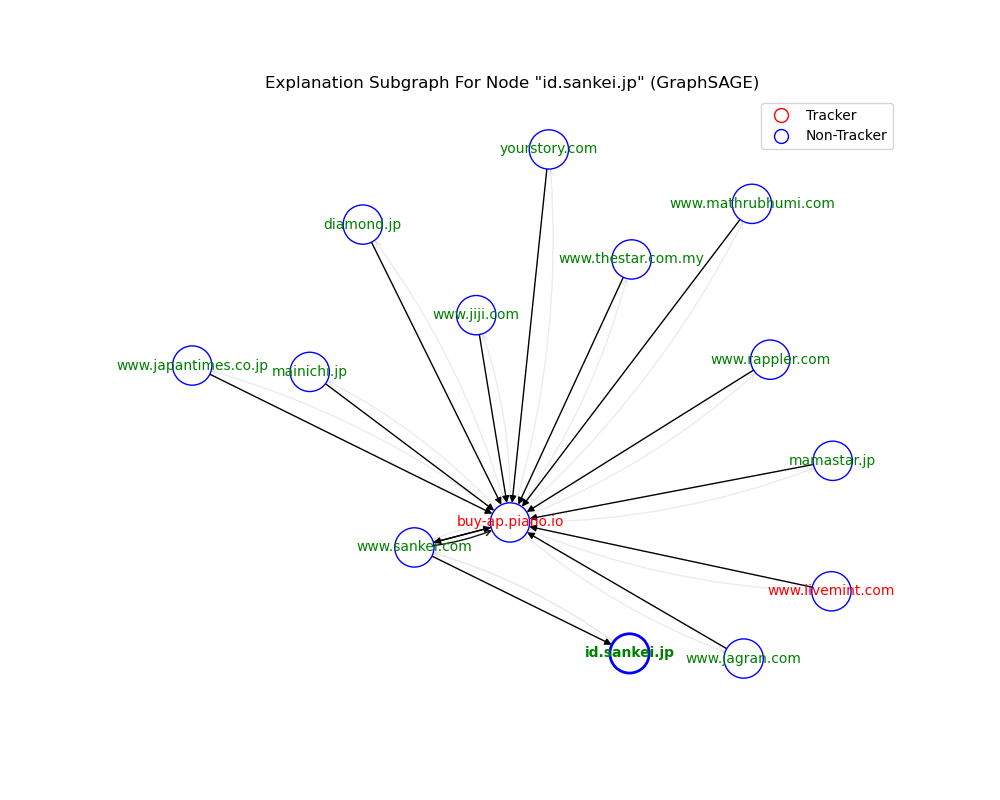 Explanation Subgraph For Node "id.sankei.jp" (GraphSAGE)
Tracker
Non-Tracker
yourstory.com
www.mathrubhumi.com
diamond.jp
www.thestar.com.my
www.jiji.com
www.rappler.com
www.japantimes.co.jp
mainichi.jp
mamastar.jp
buy-ap.piano.io
www.sankei.com
www.livemint.com
id.sankei.jp
www.jagran.com